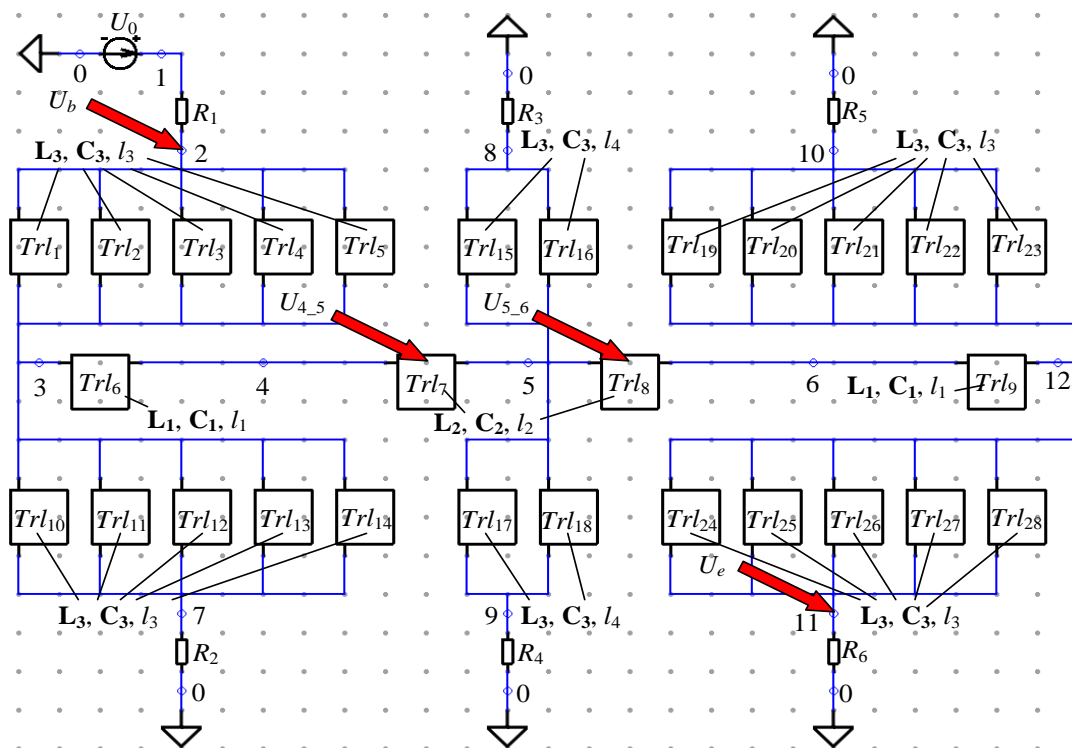 U₀
- +
0 1 0 0
U_b R₁ R₃ R₅
L₃, C₃, l₃ 2 8 L₃, C₃, l₄ 10 L₃, C₃, l₃
Trl₁ Trl₂ Trl₃ Trl₄ Trl₅ Trl₁₅ Trl₁₆ Trl₁₉ Trl₂₀ Trl₂₁ Trl₂₂ Trl₂₃
U₄_₅ U₅_₆
3 Trl₆ 4 Trl₇ 5 Trl₈ 6 Trl₉ 12
L₁, C₁, l₁ L₂, C₂, l₂ L₁, C₁, l₁
Trl₁₀ Trl₁₁ Trl₁₂ Trl₁₃ Trl₁₄ Trl₁₇ Trl₁₈ Trl₂₄ Trl₂₅ Trl₂₆ Trl₂₇ Trl₂₈
U_e
L₃, C₃, l₃ 7 9 L₃, C₃, l₄ 11 L₃, C₃, l₃
R₂ R₄ R₆
0 0 0